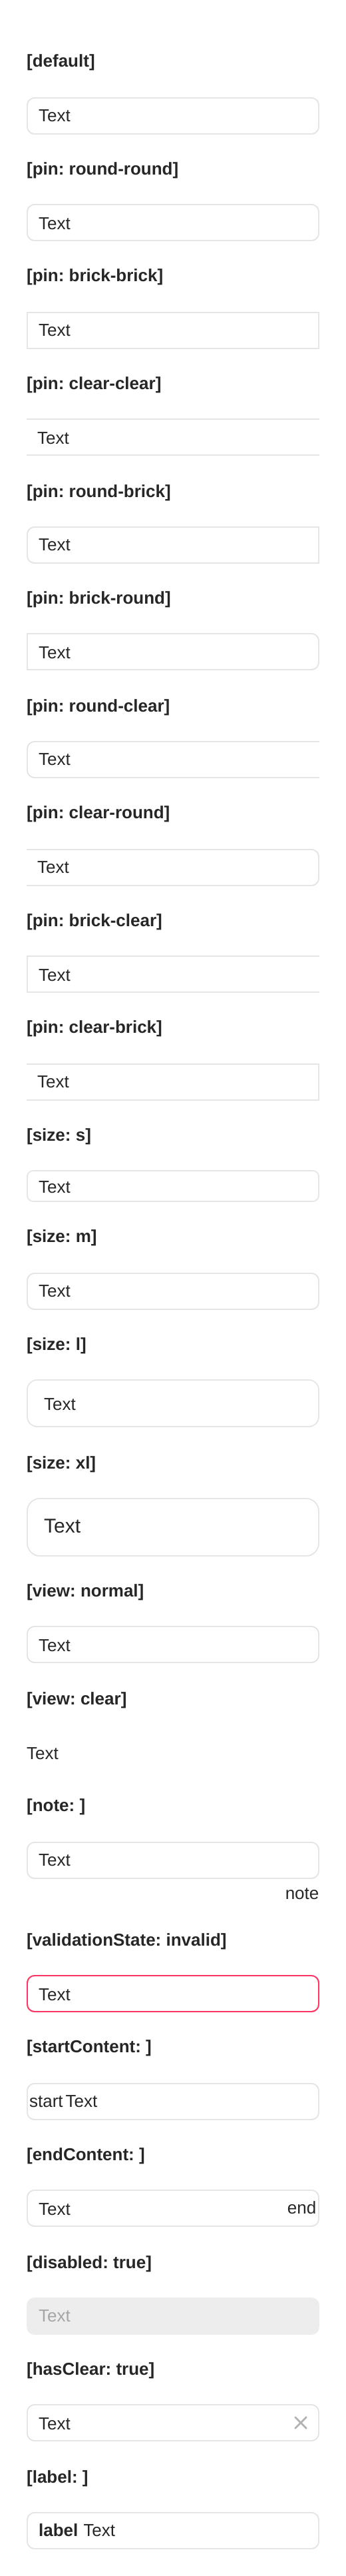 [default]
Text
[pin: round-round]
Text
[pin: brick-brick]
Text
[pin: clear-clear]
Text
[pin: round-brick]
Text
[pin: brick-round]
Text
[pin: round-clear]
Text
[pin: clear-round]
Text
[pin: brick-clear]
Text
[pin: clear-brick]
Text
[size: s]
Text
[size: m]
Text
[size: l]
Text
[size: xl]
Text
[view: normal]
Text
[view: clear]
Text
[note: ]
Text
note
[validationState: invalid]
Text
[startContent: ]
start Text
[endContent: ]
Text end
[disabled: true]
Text
[hasClear: true]
Text
[label: ]
label Text